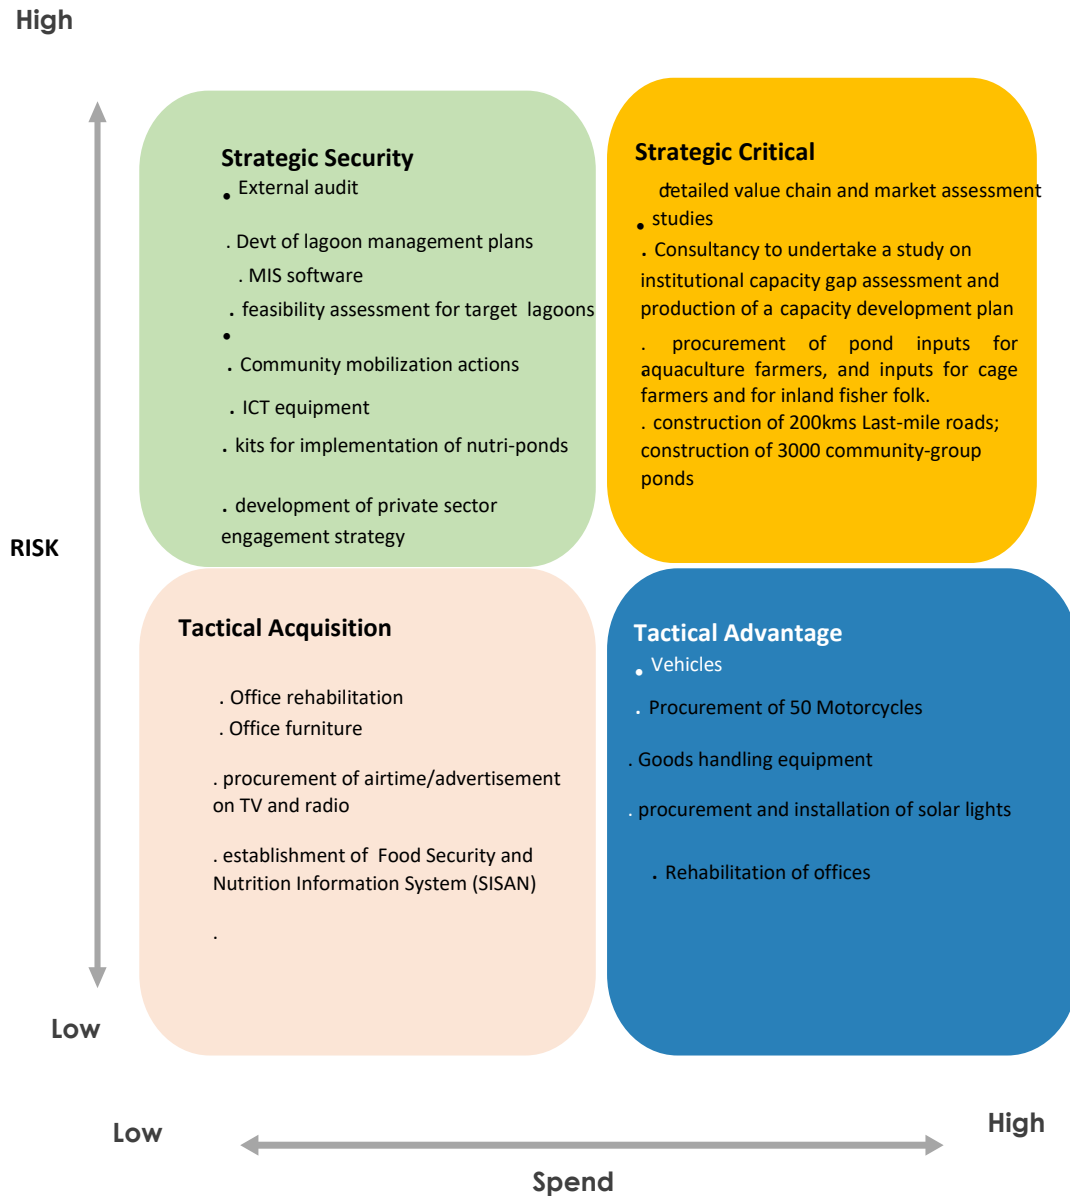 High
Strategic Security
• External audit
. Devt of lagoon management plans
. MIS software
. feasibility assessment for target lagoons
•
. Community mobilization actions
. ICT equipment
. kits for implementation of nutri-ponds
. development of private sector
engagement strategy
Strategic Critical
detailed value chain and market assessment
• studies
. Consultancy to undertake a study on
institutional capacity gap assessment and
production of a capacity development plan
. procurement of pond inputs for
aquaculture farmers, and inputs for cage
farmers and for inland fisher folk.
. construction of 200kms Last-mile roads;
construction of 3000 community-group
ponds
RISK
Tactical Acquisition
. Office rehabilitation
. Office furniture
. procurement of airtime/advertisement
on TV and radio
. establishment of Food Security and
Nutrition Information System (SISAN)
.
Tactical Advantage
• Vehicles
. Procurement of 50 Motorcycles
. Goods handling equipment
. procurement and installation of solar lights
. Rehabilitation of offices
Low
Low
High
Spend